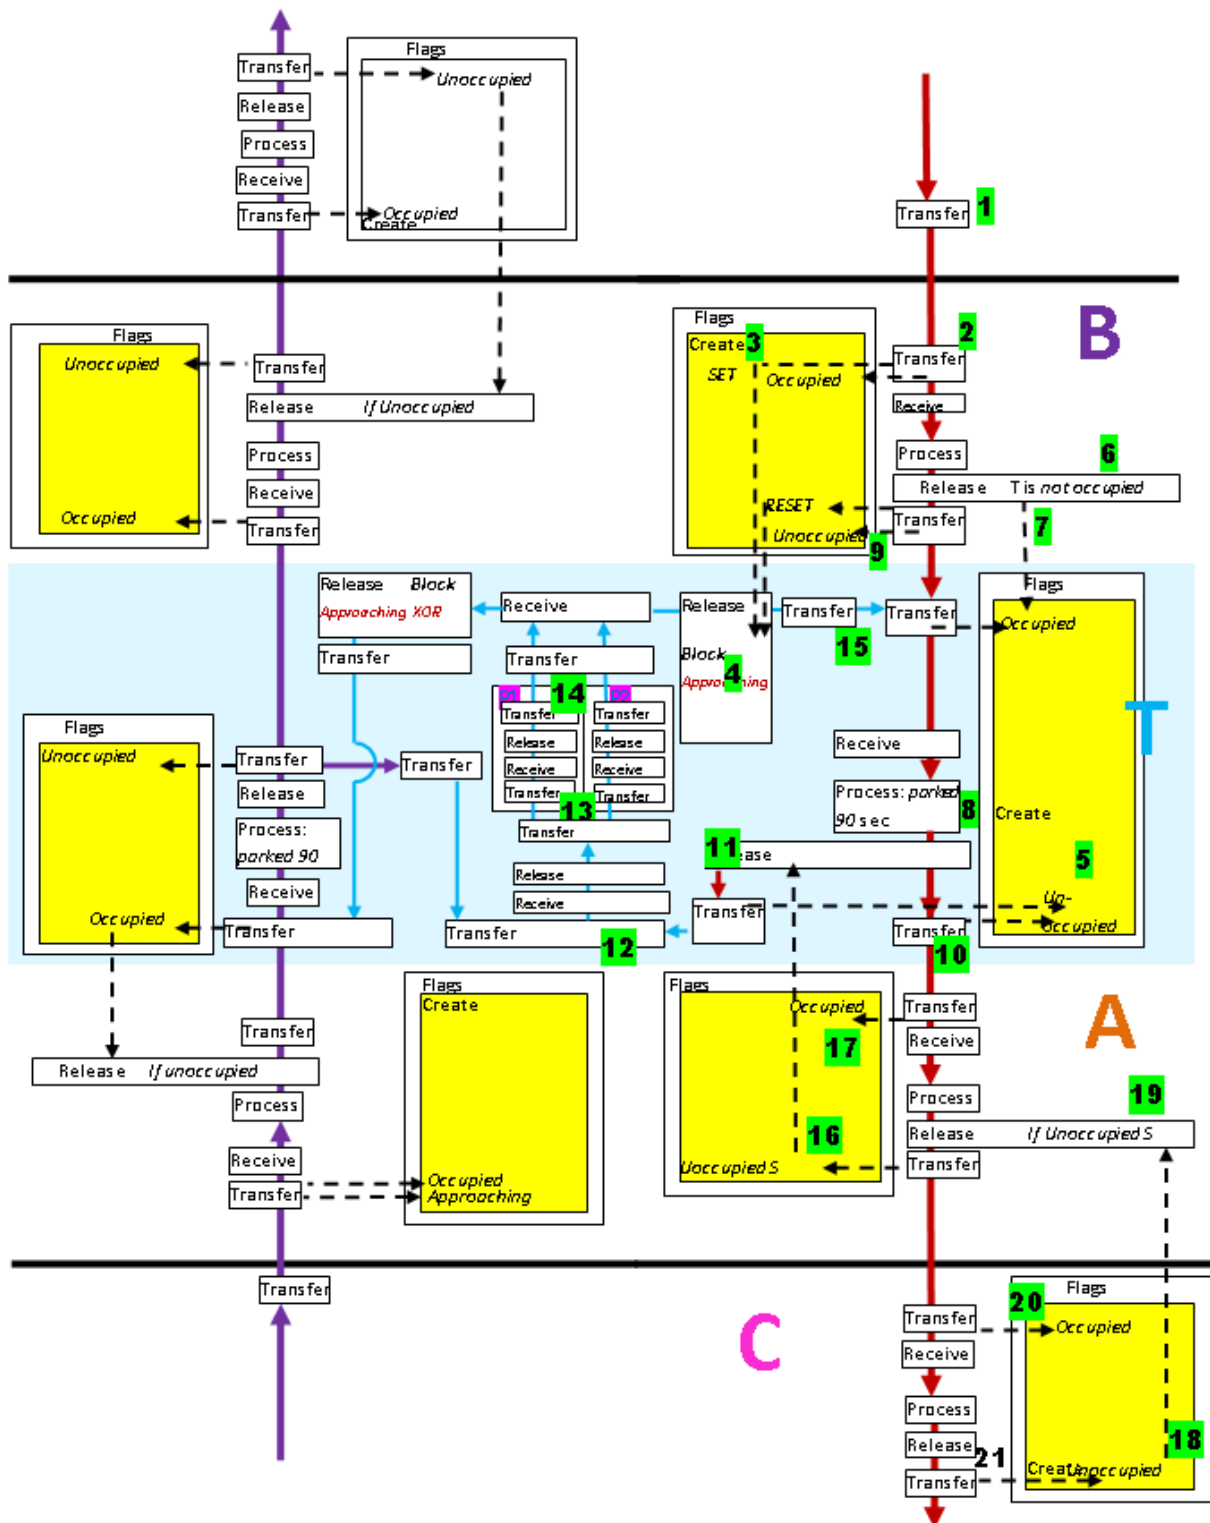 Flags
Transfer
Unoccupied
Release
Process
Receive
Transfer
Occupied
Create
Transfer 1
B
Flags
Unoccupied
Transfer
Release If Unoccupied
Process
Receive
Occupied
Transfer
Flags
Create 3
SET
Occupied
2
Transfer
Receive
Process
6
Release T is not occupied
7
RESET
Transfer
Unoccupied
9
Release Block
Approaching XOR
Transfer
Receive
Transfer
14
P1
P2
Transfer
Release
Receive
Transfer
Transfer
Release
Receive
Transfer
13
Transfer
Release
Receive
Transfer
12
Release
Block
4
Approaching
Transfer
15
Transfer
Flags
Occupied
T
Receive
Process: parked
90 sec
8
Create
5
Un-
Occupied
11
Transfer
Transfer
10
Flags
Unoccupied
Transfer
Release
Process:
parked 90
Receive
Occupied
Transfer
Transfer
Transfer
Release If unoccupied
Process
Receive
Transfer
Flags
Create
Occupied
Approaching
Flags
Occupied
17
16
Uoccupied S
A
Transfer
Receive
Process
19
Release If Unoccupied S
Transfer
Transfer
C
Flags
20
Occupied
Transfer
Receive
Process
Release
21
Transfer
18
Create
Unoccupied